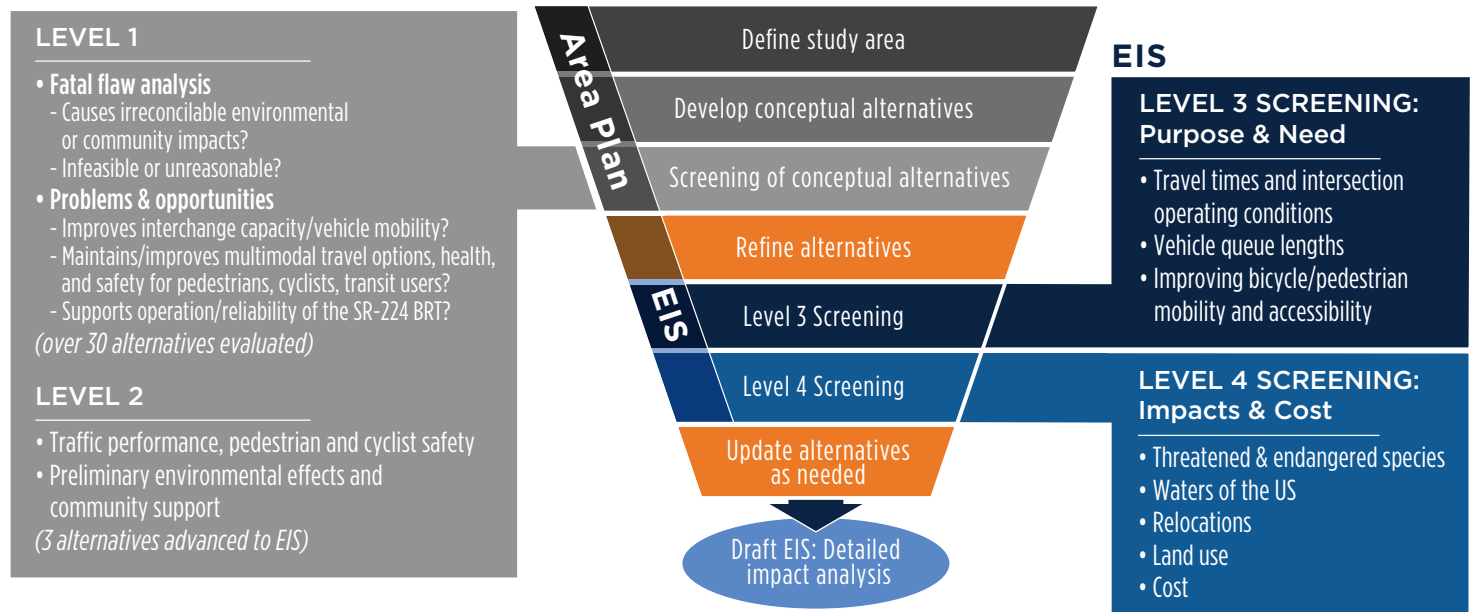 LEVEL 1
• Fatal flaw analysis
- Causes irreconcilable environmental
or community impacts?
- Infeasible or unreasonable?
• Problems & opportunities
- Improves interchange capacity/vehicle mobility?
- Maintains/improves multimodal travel options, health,
and safety for pedestrians, cyclists, transit users?
- Supports operation/reliability of the SR-224 BRT?
(over 30 alternatives evaluated)
LEVEL 2
• Traffic performance, pedestrian and cyclist safety
• Preliminary environmental effects and
community support
(3 alternatives advanced to EIS)
Area Plan
Define study area
Develop conceptual alternatives
Screening of conceptual alternatives
Refine alternatives
EIS
Level 3 Screening
Level 4 Screening
Update alternatives
as needed
Draft EIS: Detailed
impact analysis
EIS
LEVEL 3 SCREENING:
Purpose & Need
• Travel times and intersection
operating conditions
• Vehicle queue lengths
• Improving bicycle/pedestrian
mobility and accessibility
LEVEL 4 SCREENING:
Impacts & Cost
• Threatened & endangered species
• Waters of the US
• Relocations
• Land use
• Cost